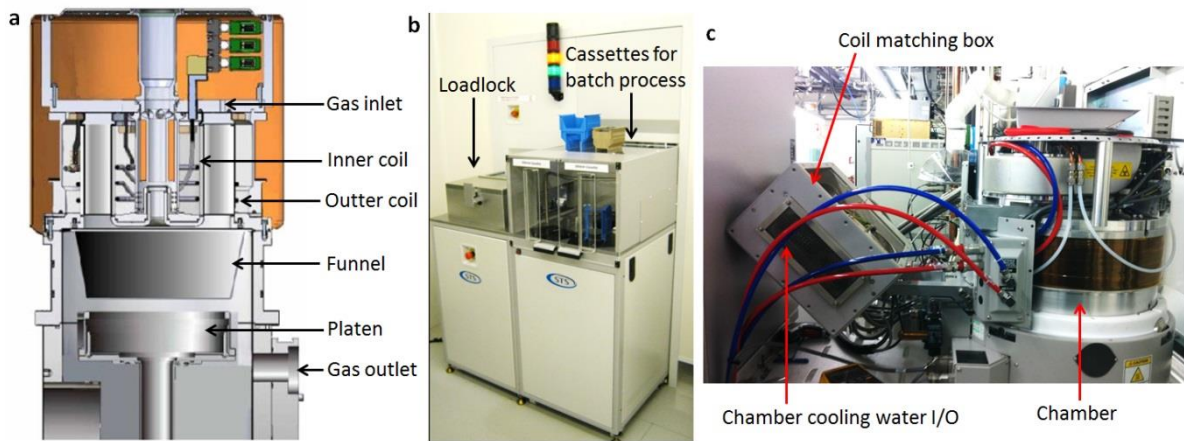 a
Gas inlet
Inner coil
Outter coil
Funnel
Platen
Gas outlet
b
Loadlock
Cassettes for
batch process
STS
STS
c
Coil matching box
Chamber cooling water I/O
Chamber